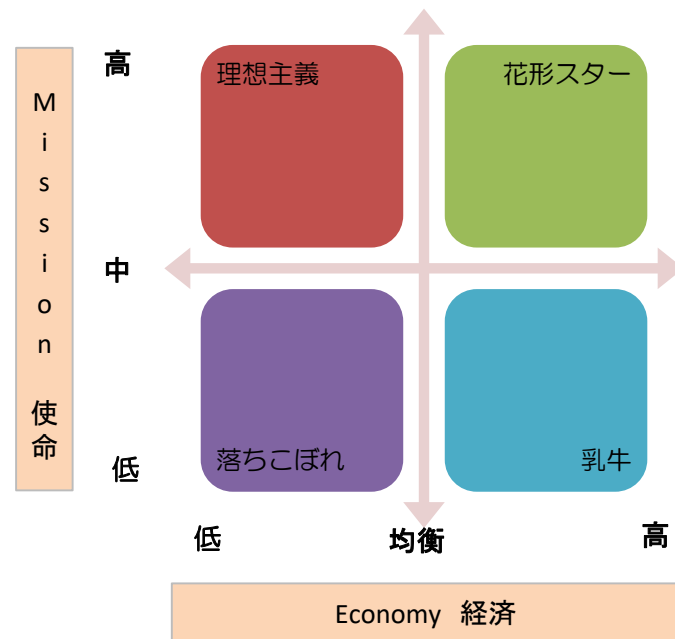 高
理想主義
花形スター
Mission 使命
中
落ちこぼれ
乳牛
低
低
均衡
高
Economy 経済